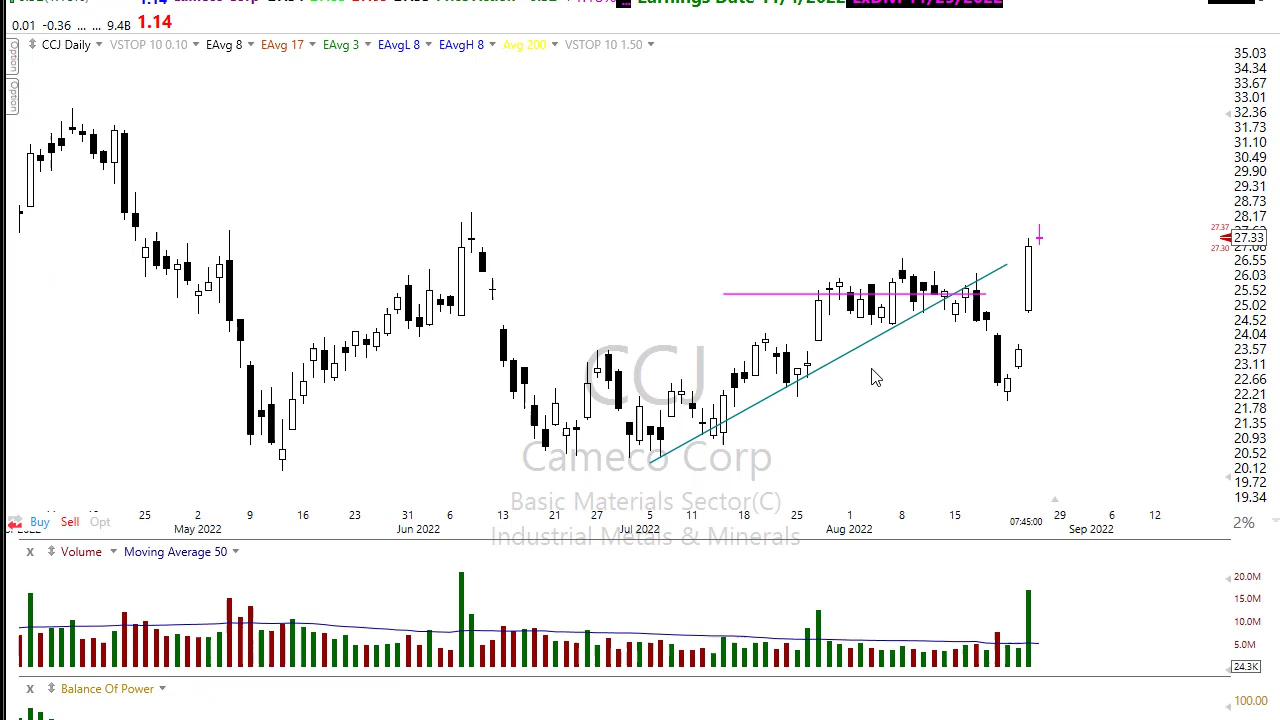 0.01 -0.36 ... ... 9.4B 1.14
CCJ Daily VSTOP 10 0.10 EAvg 8 EAvg 17 EAvg 3 EAvgL 8 EAvgH 8 Avg 200 VSTOP 10 1.50
Option
Option
35.03
34.34
33.67
33.01
32.36
31.73
31.10
30.49
29.90
29.31
28.73
28.17
27.37
27.33
27.30
26.55
26.03
25.52
25.02
24.52
24.04
23.57
23.11
22.66
22.21
21.78
21.35
20.93
20.52
20.12
19.72
19.34
CCJ
Cameco Corp
Basic Materials Sector(C)
Industrial Metals & Minerals
25 2 9 16 23 31 6 13 21 27 5 11 18 25 1 8 15 07:45:00 29 6 12
May 2022 Jun 2022 Jul 2022 Aug 2022 Sep 2022
Buy Sell Opt
2%
X Volume Moving Average 50
20.0M
15.0M
10.0M
5.0M
24.3K
X Balance Of Power
100.00